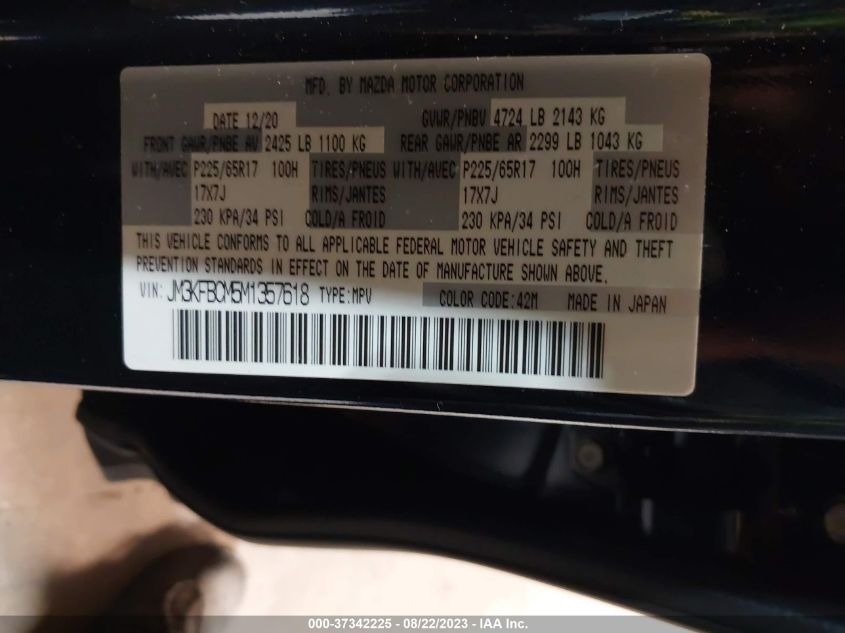 MFD. BY MAZDA MOTOR CORPORATION
DATE 12/20 GVWR/PNBV 4724 LB 2143 KG
FRONT GAWR/PNBE AV 2425 LB 1100 KG REAR GAWR/PNBE AR 2299 LB 1043 KG
WITH/AVEC P225/65R17 100H TIRES/PNEUS WITH/AVEC P225/65R17 100H TIRES/PNEUS
17X7J RIMS/JANTES 17X7J RIMS/JANTES
230 KPA/34 PSI COLD/A FROID 230 KPA/34 PSI COLD/A FROID
THIS VEHICLE CONFORMS TO ALL APPLICABLE FEDERAL MOTOR VEHICLE SAFETY AND THEFT
PREVENTION STANDARDS IN EFFECT ON THE DATE OF MANUFACTURE SHOWN ABOVE.
VIN: JM3KFBCM5M1357618 TYPE:MPV COLOR CODE:42M MADE IN JAPAN
000-37342225 - 08/22/2023 - IAA Inc.